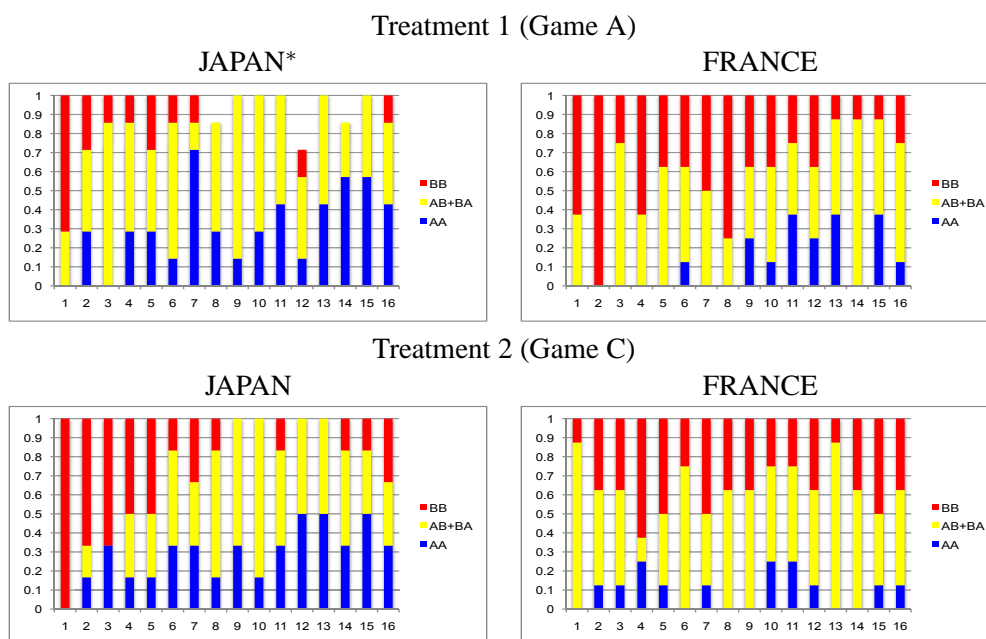 Treatment 1 (Game A)
JAPAN* FRANCE
1 1
0.9 0.9
0.8 0.8
0.7 0.7
0.6 0.6
0.5 BB 0.5 BB
0.4 AB+BA 0.4 AB+BA
0.3 AA 0.3 AA
0.2 0.2
0.1 0.1
0 0
1 2 3 4 5 6 7 8 9 10 11 12 13 14 15 16 1 2 3 4 5 6 7 8 9 10 11 12 13 14 15 16
Treatment 2 (Game C)
JAPAN FRANCE
1 1
0.9 0.9
0.8 0.8
0.7 0.7
0.6 0.6
0.5 BB 0.5 BB
0.4 AB+BA 0.4 AB+BA
0.3 AA 0.3 AA
0.2 0.2
0.1 0.1
0 0
1 2 3 4 5 6 7 8 9 10 11 12 13 14 15 16 1 2 3 4 5 6 7 8 9 10 11 12 13 14 15 16